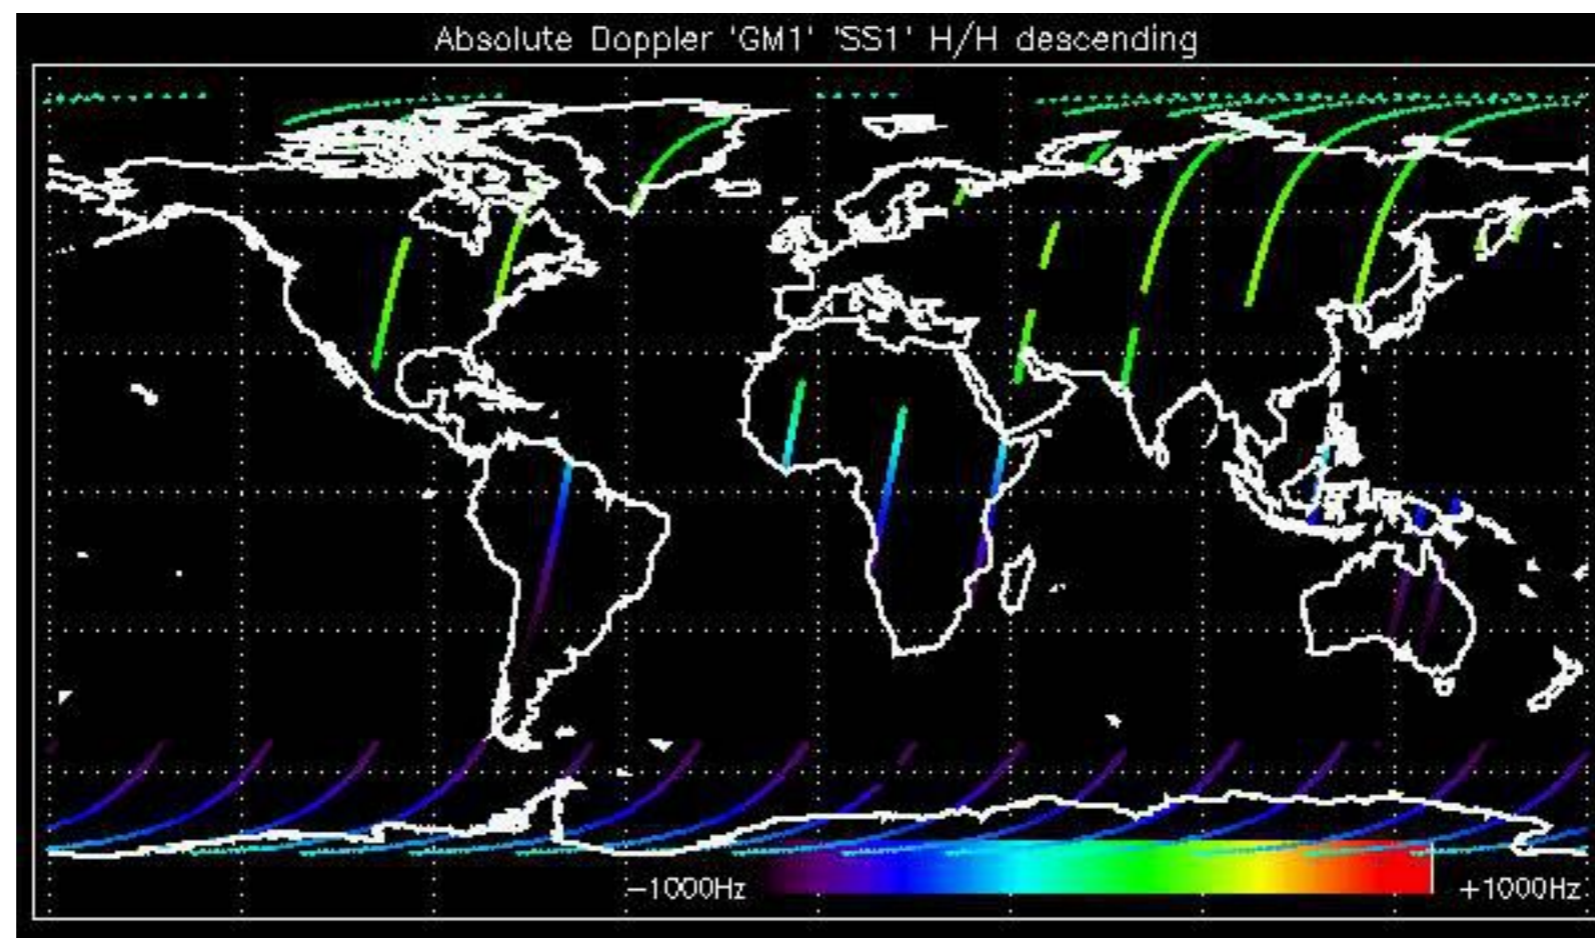 Absolute Doppler 'GM1' 'SS1' H/H descending
-1000Hz
+1000Hz